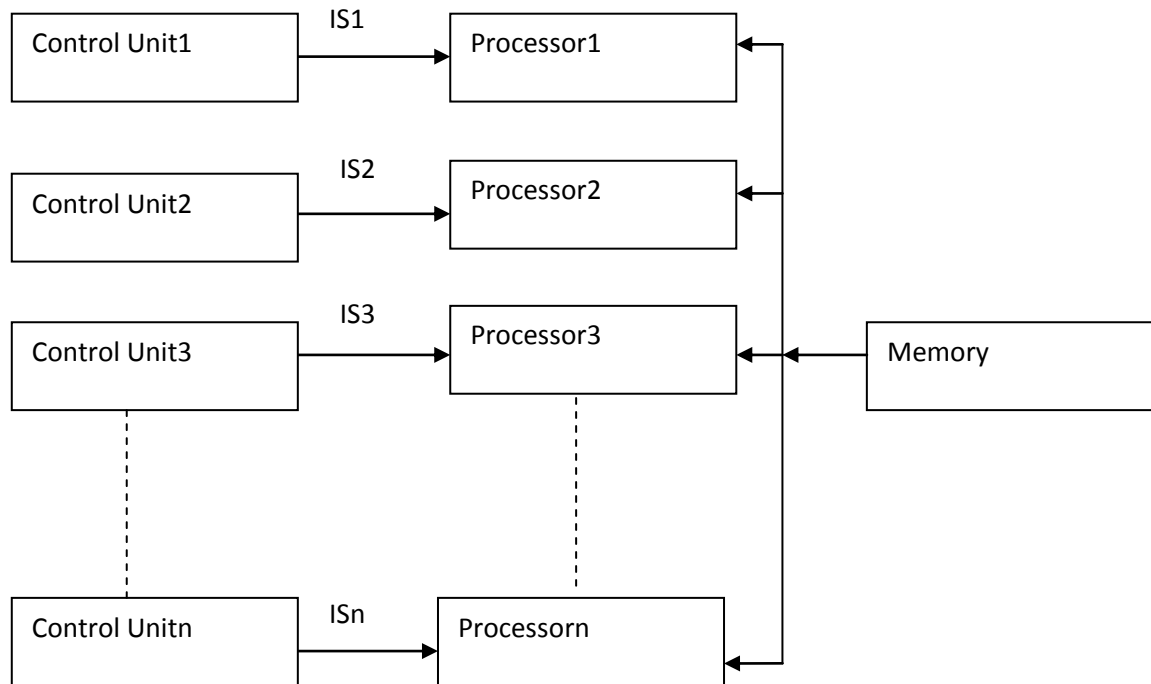 IS1
Control Unit1
Processor1
IS2
Control Unit2
Processor2
IS3
Control Unit3
Processor3
Memory
ISn
Control Unitn
Processorn